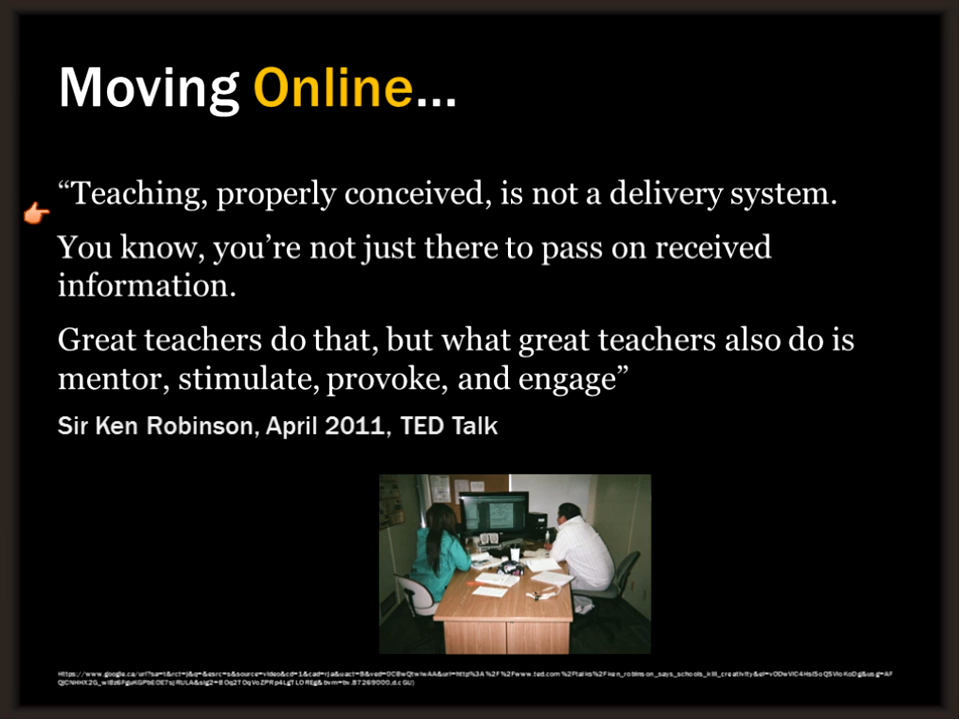 Moving Online...
“Teaching, properly conceived, is not a delivery system.
You know, you’re not just there to pass on received
information.
Great teachers do that, but what great teachers also do is
mentor, stimulate, provoke, and engage”
Sir Ken Robinson, April 2011, TED Talk